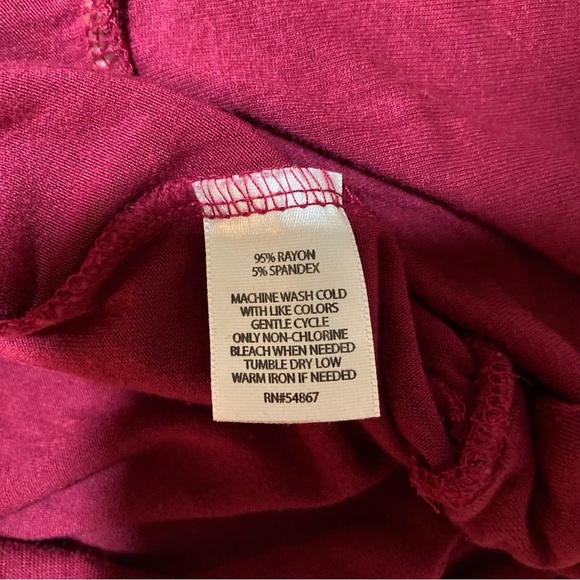 95% RAYON
5% SPANDEX
MACHINE WASH COLD
WITH LIKE COLORS
GENTLE CYCLE
ONLY NON-CHLORINE
BLEACH WHEN NEEDED
TUMBLE DRY LOW
WARM IRON IF NEEDED
RN#54867